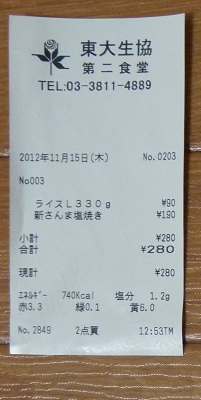 東大生協
第二食堂
TEL:03-3811-4889
2012年11月15日(木) No.0203
No003
ライスL330g ¥90
新さんま塩焼き ¥190
小計 ¥280
合計 ¥280
現計 ¥280
エネルギー 740Kcal 塩分 1.2g
赤3.3 緑0.1 黄6.0
No.2849 2点買 12:53TM